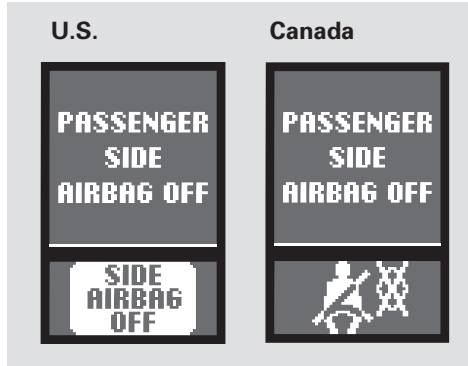 U.S.
Canada
PASSENGER
SIDE
AIRBAG OFF
PASSENGER
SIDE
AIRBAG OFF
SIDE
AIRBAG
OFF